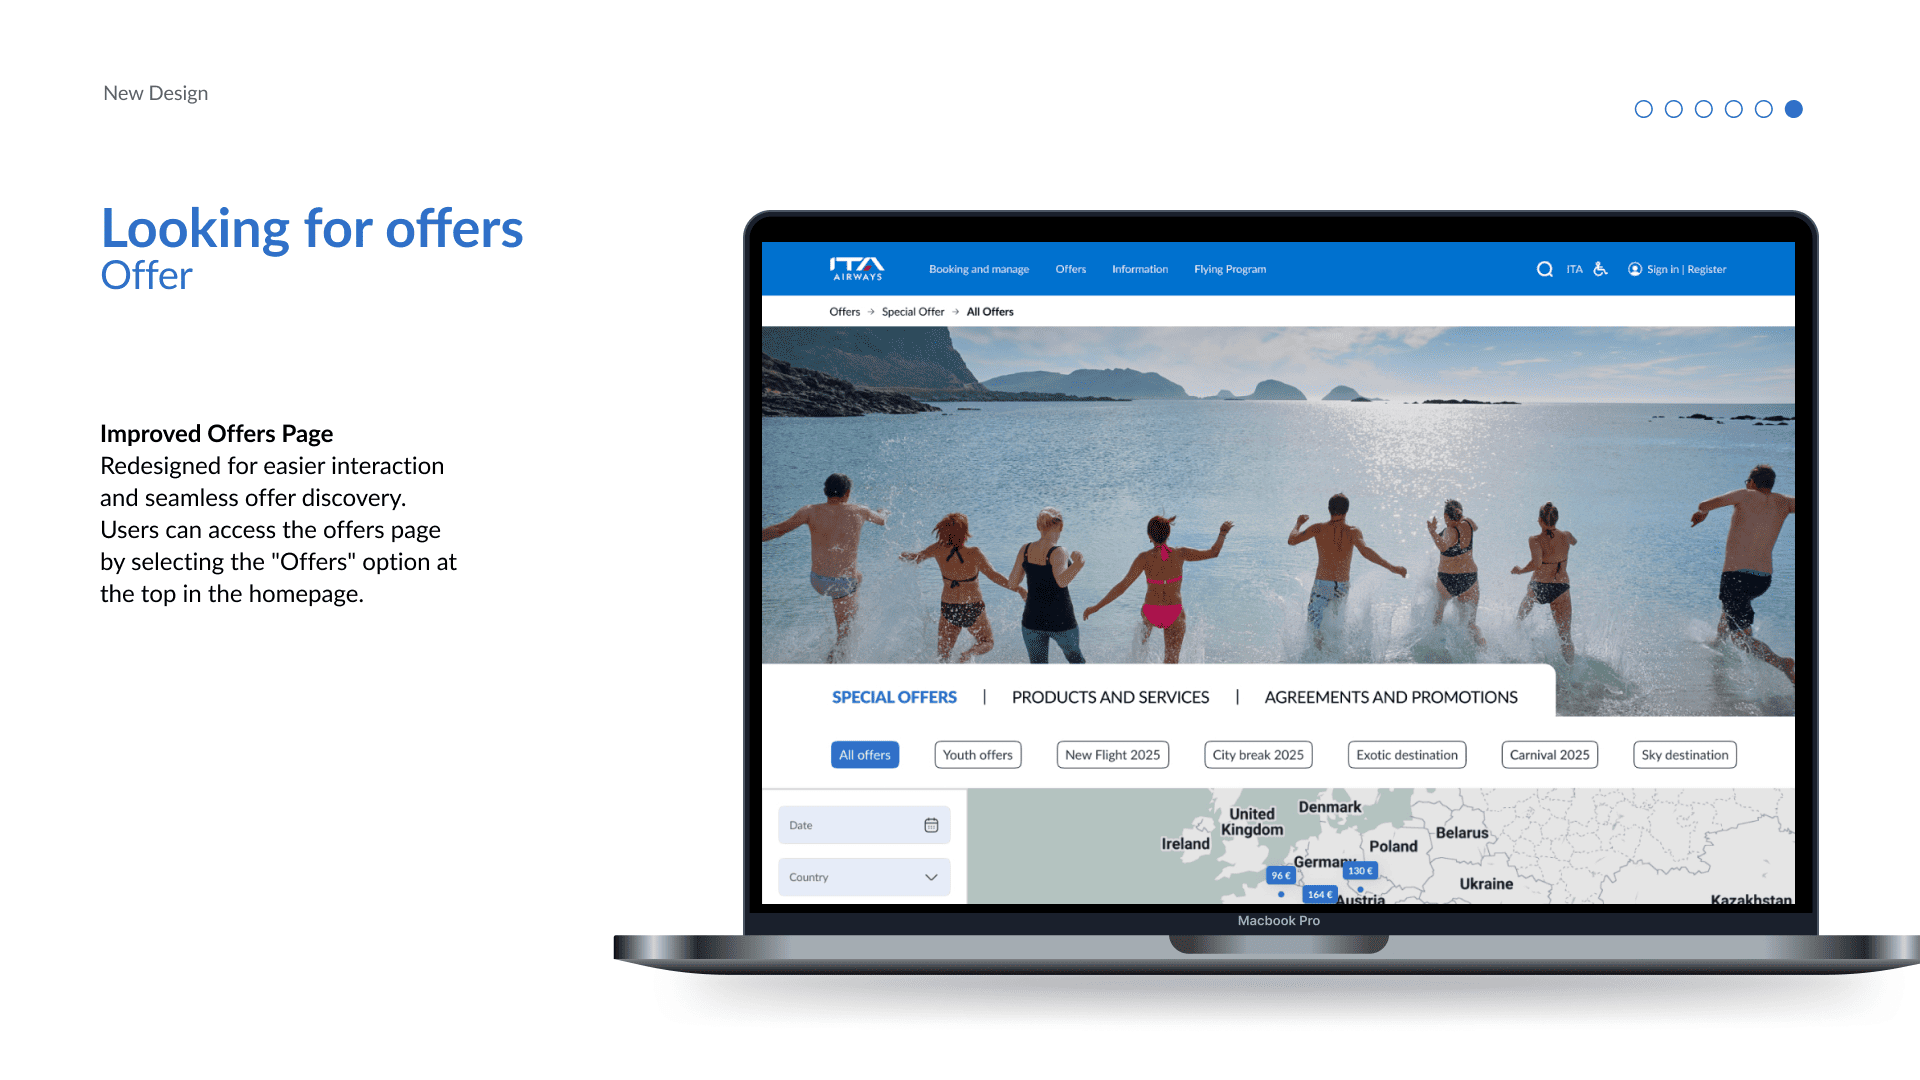 New Design
Looking for offers
Offer
Improved Offers Page
Redesigned for easier interaction
and seamless offer discovery.
Users can access the offers page
by selecting the "Offers" option at
the top in the homepage.
ITA AIRWAYS
Booking and manage Offers Information Flying Program ITA Sign in | Register
Offers → Special Offer → All Offers
SPECIAL OFFERS | PRODUCTS AND SERVICES | AGREEMENTS AND PROMOTIONS
All offers Youth offers New Flight 2025 City break 2025 Exotic destination Carnival 2025 Sky destination
Date
Country
Denmark
United
Kingdom
Belarus
Ireland
Poland
Germany
130 €
96 €
Ukraine
164 €
Austria
Kazakhstan
Macbook Pro